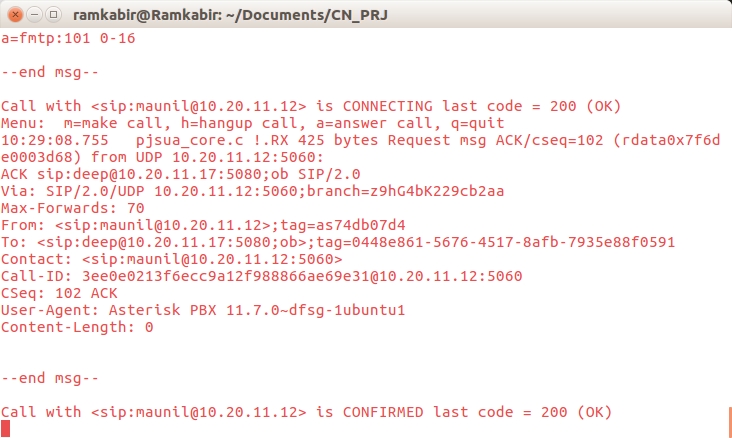 ramkabir@Ramkabir: ~/Documents/CN_PRJ
a=fmtp:101 0-16
--end msg--
Call with <sip:maunil@10.20.11.12> is CONNECTING last code = 200 (OK)
Menu:  m=make call, h=hangup call, a=answer call, q=quit
10:29:08.755   pjsua_core.c !.RX 425 bytes Request msg ACK/cseq=102 (rdata0x7f6d
e0003d68) from UDP 10.20.11.12:5060:
ACK sip:deep@10.20.11.17:5080;ob SIP/2.0
Via: SIP/2.0/UDP 10.20.11.12:5060;branch=z9hG4bK229cb2aa
Max-Forwards: 70
From: <sip:maunil@10.20.11.12>;tag=as74db07d4
To: <sip:deep@10.20.11.17:5080;ob>;tag=0448e861-5676-4517-8afb-7935e88f0591
Contact: <sip:maunil@10.20.11.12:5060>
Call-ID: 3ee0e0213f6ecc9a12f988866ae69e31@10.20.11.12:5060
CSeq: 102 ACK
User-Agent: Asterisk PBX 11.7.0~dfsg-1ubuntu1
Content-Length: 0
--end msg--
Call with <sip:maunil@10.20.11.12> is CONFIRMED last code = 200 (OK)